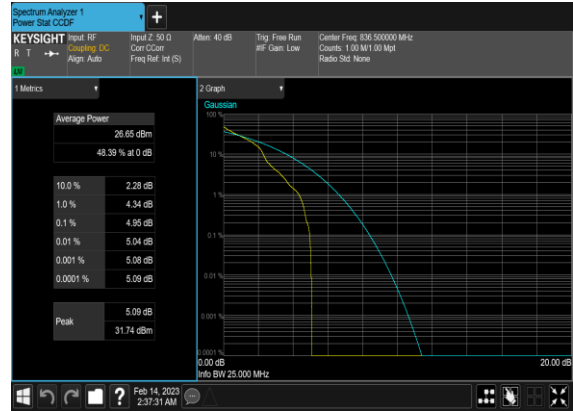 Spectrum Analyzer 1
Power Stat CCDF
KEYSIGHT
R T
LXI
Input: RF
Coupling: DC
Align: Auto
Input Z: 50 Ω
Corr CCorr
Freq Ref: Int (S)
Atten: 40 dB
Trig: Free Run
#IF Gain: Low
Center Freq: 836.500000 MHz
Counts: 1.00 M/1.00 Mpt
Radio Std: None
1 Metrics
Average Power
26.65 dBm
48.39 % at 0 dB
10.0 % 2.28 dB
1.0 % 4.34 dB
0.1 % 4.95 dB
0.01 % 5.04 dB
0.001 % 5.08 dB
0.0001 % 5.09 dB
Peak 5.09 dB
31.74 dBm
2 Graph
Gaussian
100 %
10 %
1 %
0.1 %
0.01 %
0.001 %
0.0001 %
0.00 dB
20.00 dB
Info BW 25.000 MHz
Feb 14, 2023
2:37:31 AM